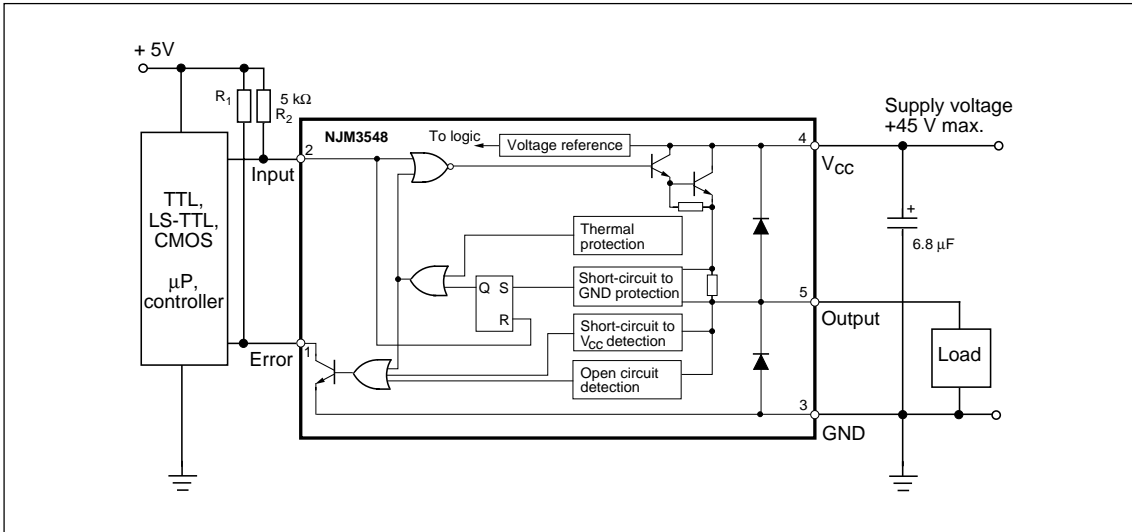 + 5V
R1
5 kΩ
R2
NJM3548
To logic
Voltage reference
Supply voltage
+45 V max.
2
4
Input
VCC
TTL,
LS-TTL,
CMOS
µP,
controller
Thermal
protection
+
6.8 µF
Q S
R
Short-circuit to
GND protection
5
Output
Short-circuit to
VCC detection
Error
1
Open circuit
detection
Load
3
GND